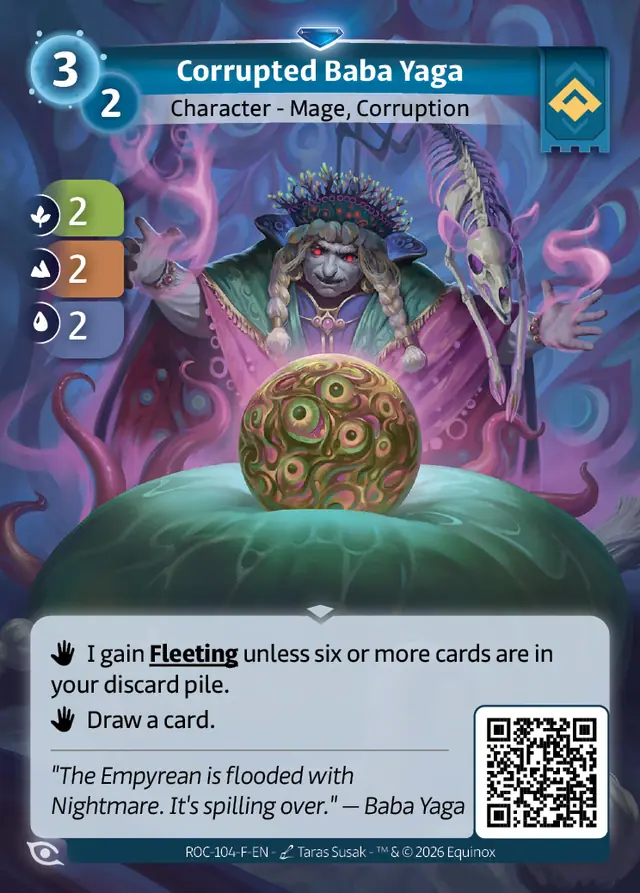 3
Corrupted Baba Yaga
2
Character - Mage, Corruption
2
2
2
I gain Fleeting unless six or more cards are in
your discard pile.
Draw a card.
"The Empyrean is flooded with
Nightmare. It's spilling over." — Baba Yaga
ROC-104-F-EN - Taras Susak - ™ & © 2026 Equinox